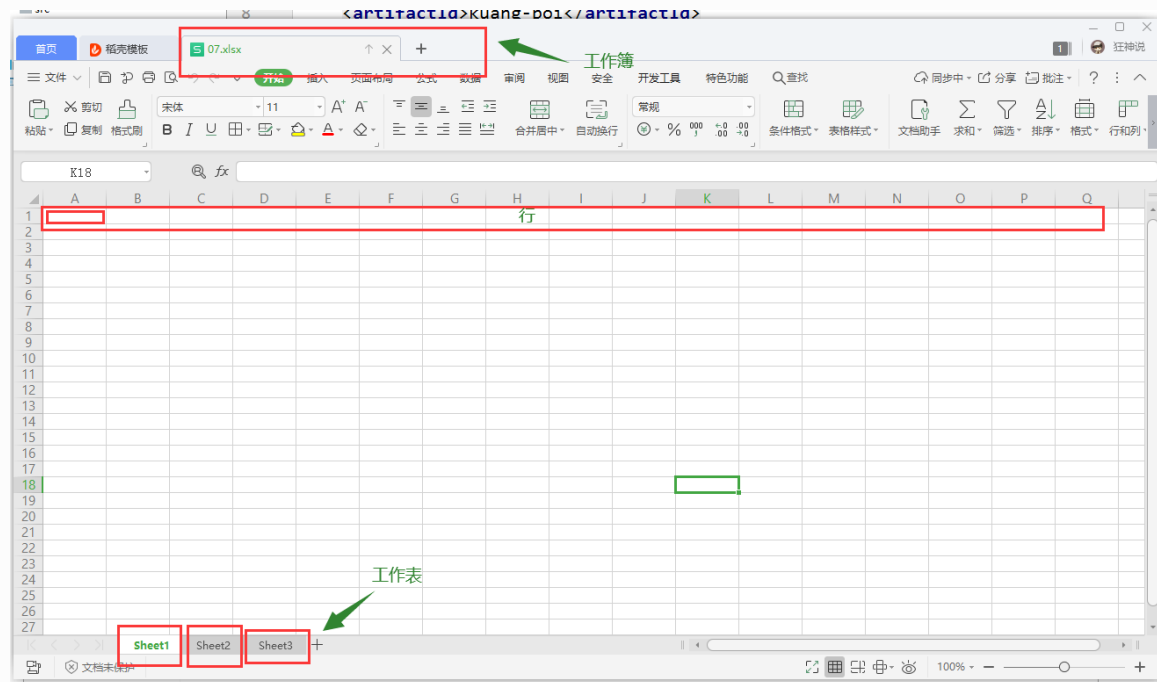 src 8 <artifactId>kuang-poi</artifactId>
首页 稻壳模板 S 07.xlsx 1 狂神说
工作簿
文件 开始 插入 页面布局 公式 数据 审阅 视图 安全 开发工具 特色功能 查找 同步中 分享 批注 ?
剪切 宋体 11 A+ A- 常规
粘贴 复制 格式刷 B I U A 合并居中 自动换行 % 000 .00 条件格式 表格样式 文档助手 求和 筛选 排序 格式 行和列
K18 fx
A B C D E F G H I J K L M N O P Q
1 行
2
3
4
5
6
7
8
9
10
11
12
13
14
15
16
17
18
19
20
21
22
23
24 工作表
25
26
27
Sheet1 Sheet2 Sheet3 +
文档未保护 100%